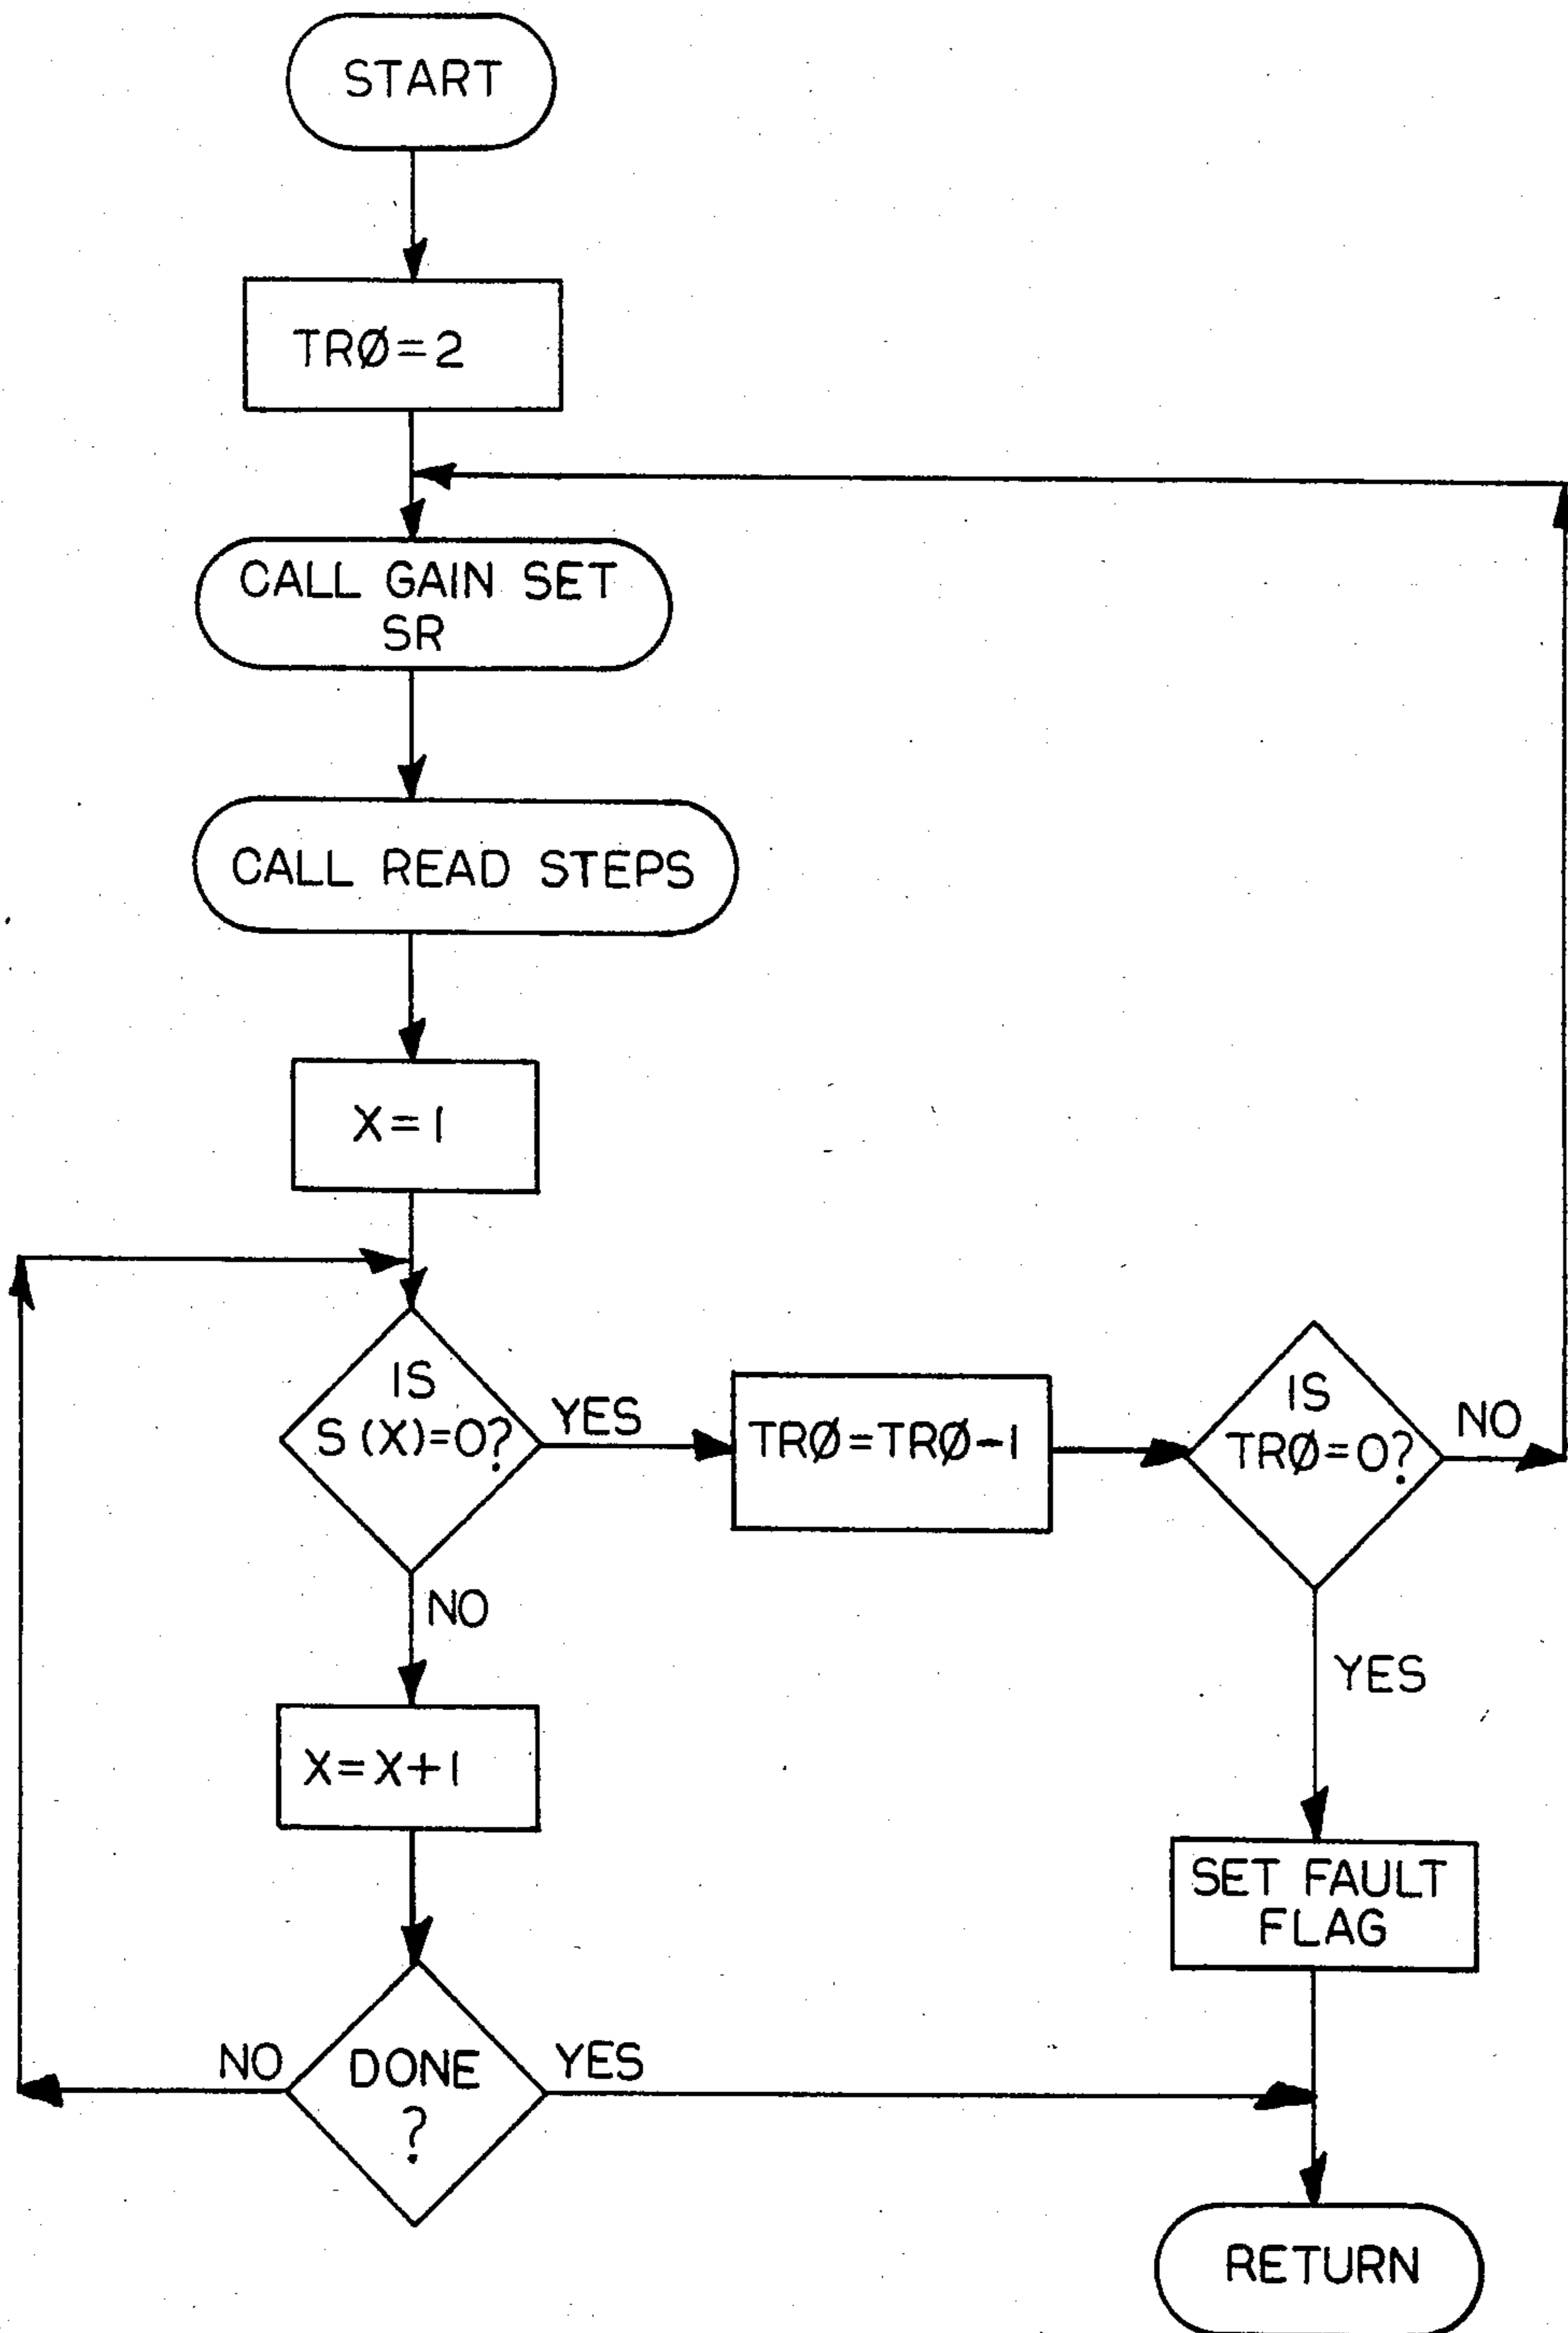 START
TRØ=2
CALL GAIN SET
SR
CALL READ STEPS
X=1
IS
S(X)=0?
YES
TRØ=TRØ-1
IS
TRØ=0?
NO
NO
YES
X=X+1
SET FAULT
FLAG
NO
DONE
?
YES
RETURN